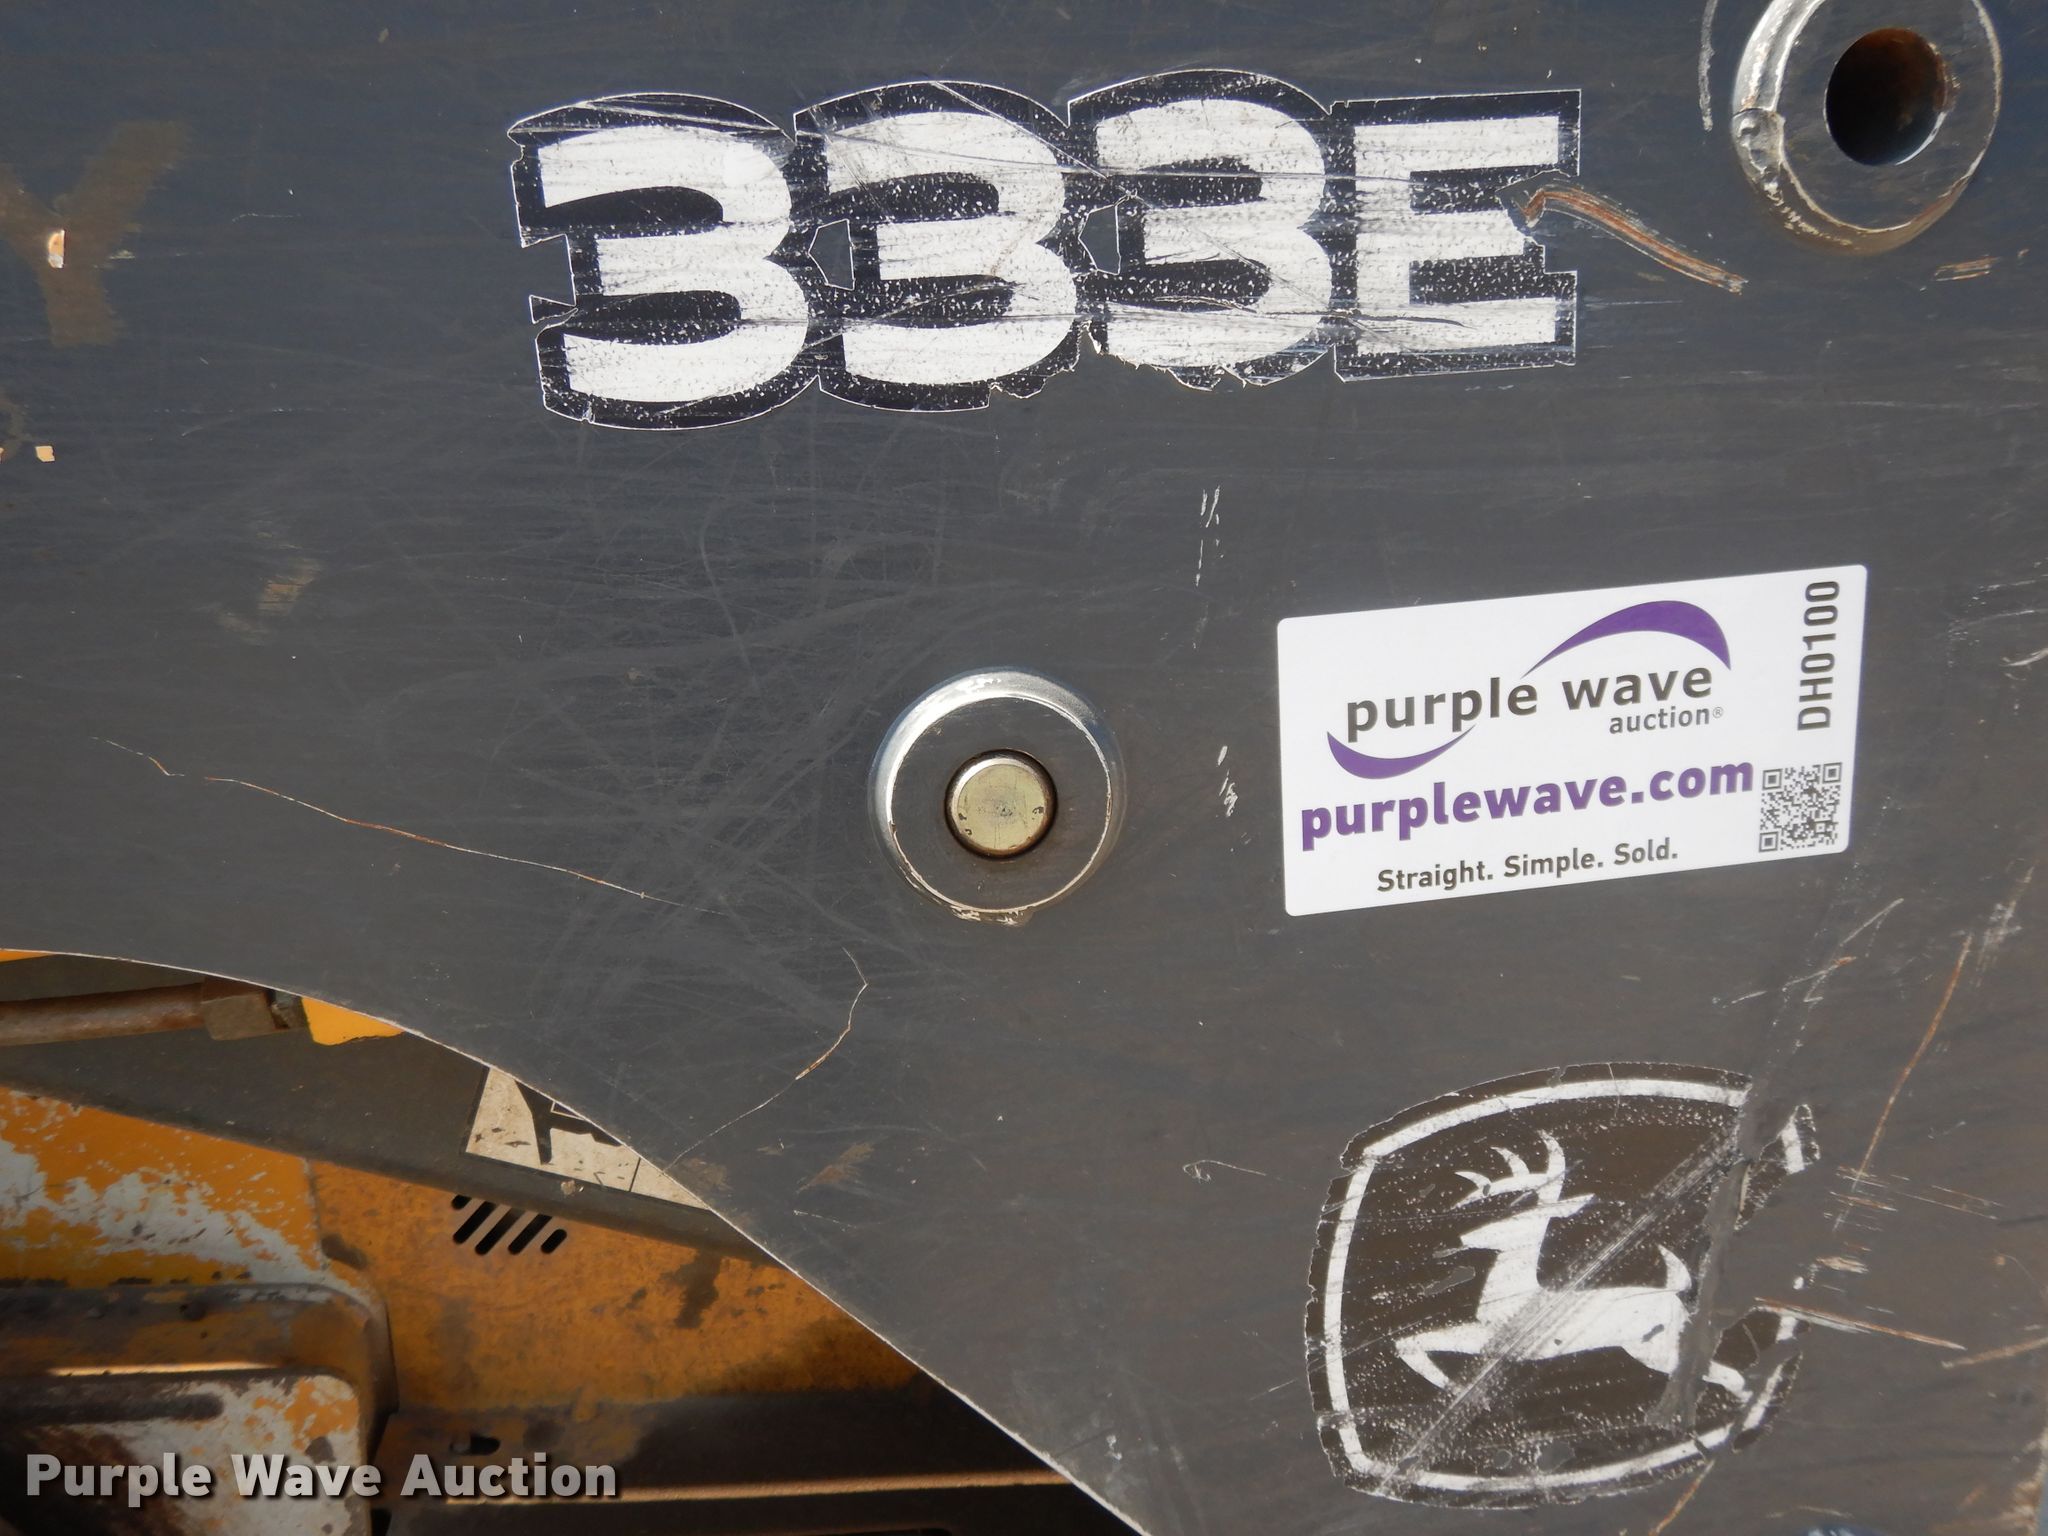 333E
purple wave
auction®
purplewave.com
Straight. Simple. Sold.
DH0100
Purple Wave Auction